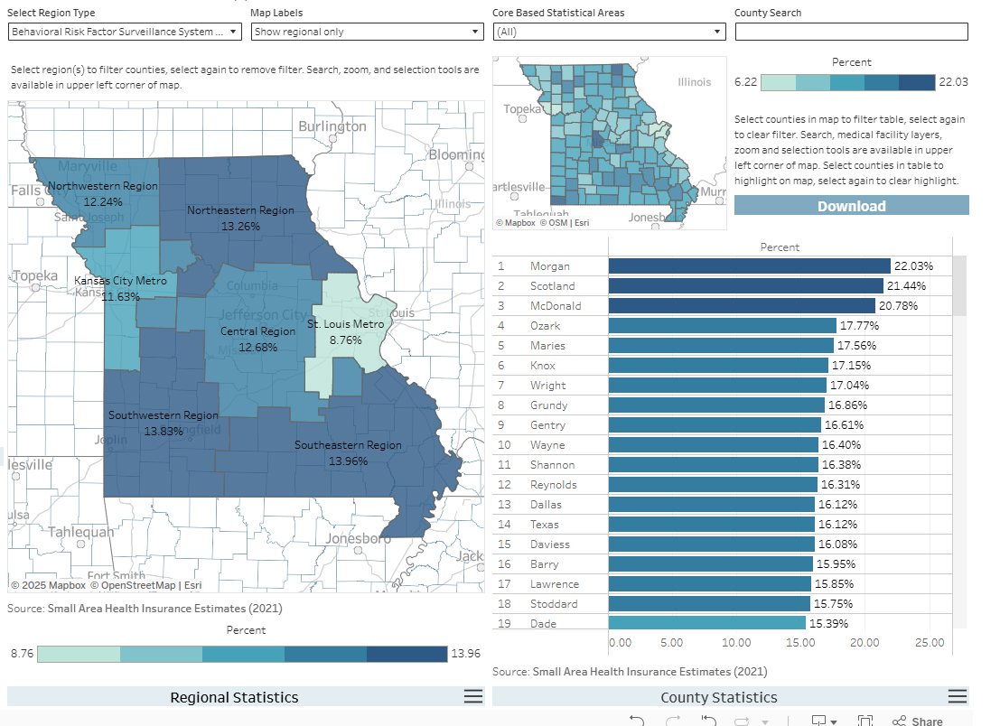 Select Region Type
Map Labels
Core Based Statistical Areas
County Search
Behavioral Risk Factor Surveillance System ...
Show regional only
(All)
Select region(s) to filter counties, select again to remove filter. Search, zoom, and selection tools are
available in upper left corner of map.
Burlington
Blooming
Maryville
Falls City
Northwestern Region
12.24%
Northeastern Region
13.26%
Illinois
Saint Joseph
Topeka
Kansas City Metro
11.63%
Columbia
Jefferson City
Central Region
12.68%
St. Louis Metro
8.76%
St. Louis
Southwestern Region
13.83%
Springfield
Joplin
Southeastern Region
13.96%
lesville
ulsa
Tahlequah
Jonesboro
Jack
Fort Smith
© 2025 Mapbox © OpenStreetMap | Esri
Source: Small Area Health Insurance Estimates (2021)
Percent
8.76
13.96
Regional Statistics
Illinois
Topeka
artlesville
Murr
Tahlequah
Jonesb
© Mapbox © OSM | Esri
Percent
6.22
22.03
Select counties in map to filter table, select again
to clear filter. Search, medical facility layers,
zoom and selection tools are available in upper
left corner of map. Select counties in table to
highlight on map, select again to clear highlight.
Download
Percent
1 Morgan 22.03%
2 Scotland 21.44%
3 McDonald 20.78%
4 Ozark 17.77%
5 Maries 17.56%
6 Knox 17.15%
7 Wright 17.04%
8 Grundy 16.86%
9 Gentry 16.61%
10 Wayne 16.40%
11 Shannon 16.38%
12 Reynolds 16.31%
13 Dallas 16.12%
14 Texas 16.12%
15 Daviess 16.08%
16 Barry 15.95%
17 Lawrence 15.85%
18 Stoddard 15.75%
19 Dade 15.39%
0.00 5.00 10.00 15.00 20.00 25.00
Source: Small Area Health Insurance Estimates (2021)
County Statistics
Share